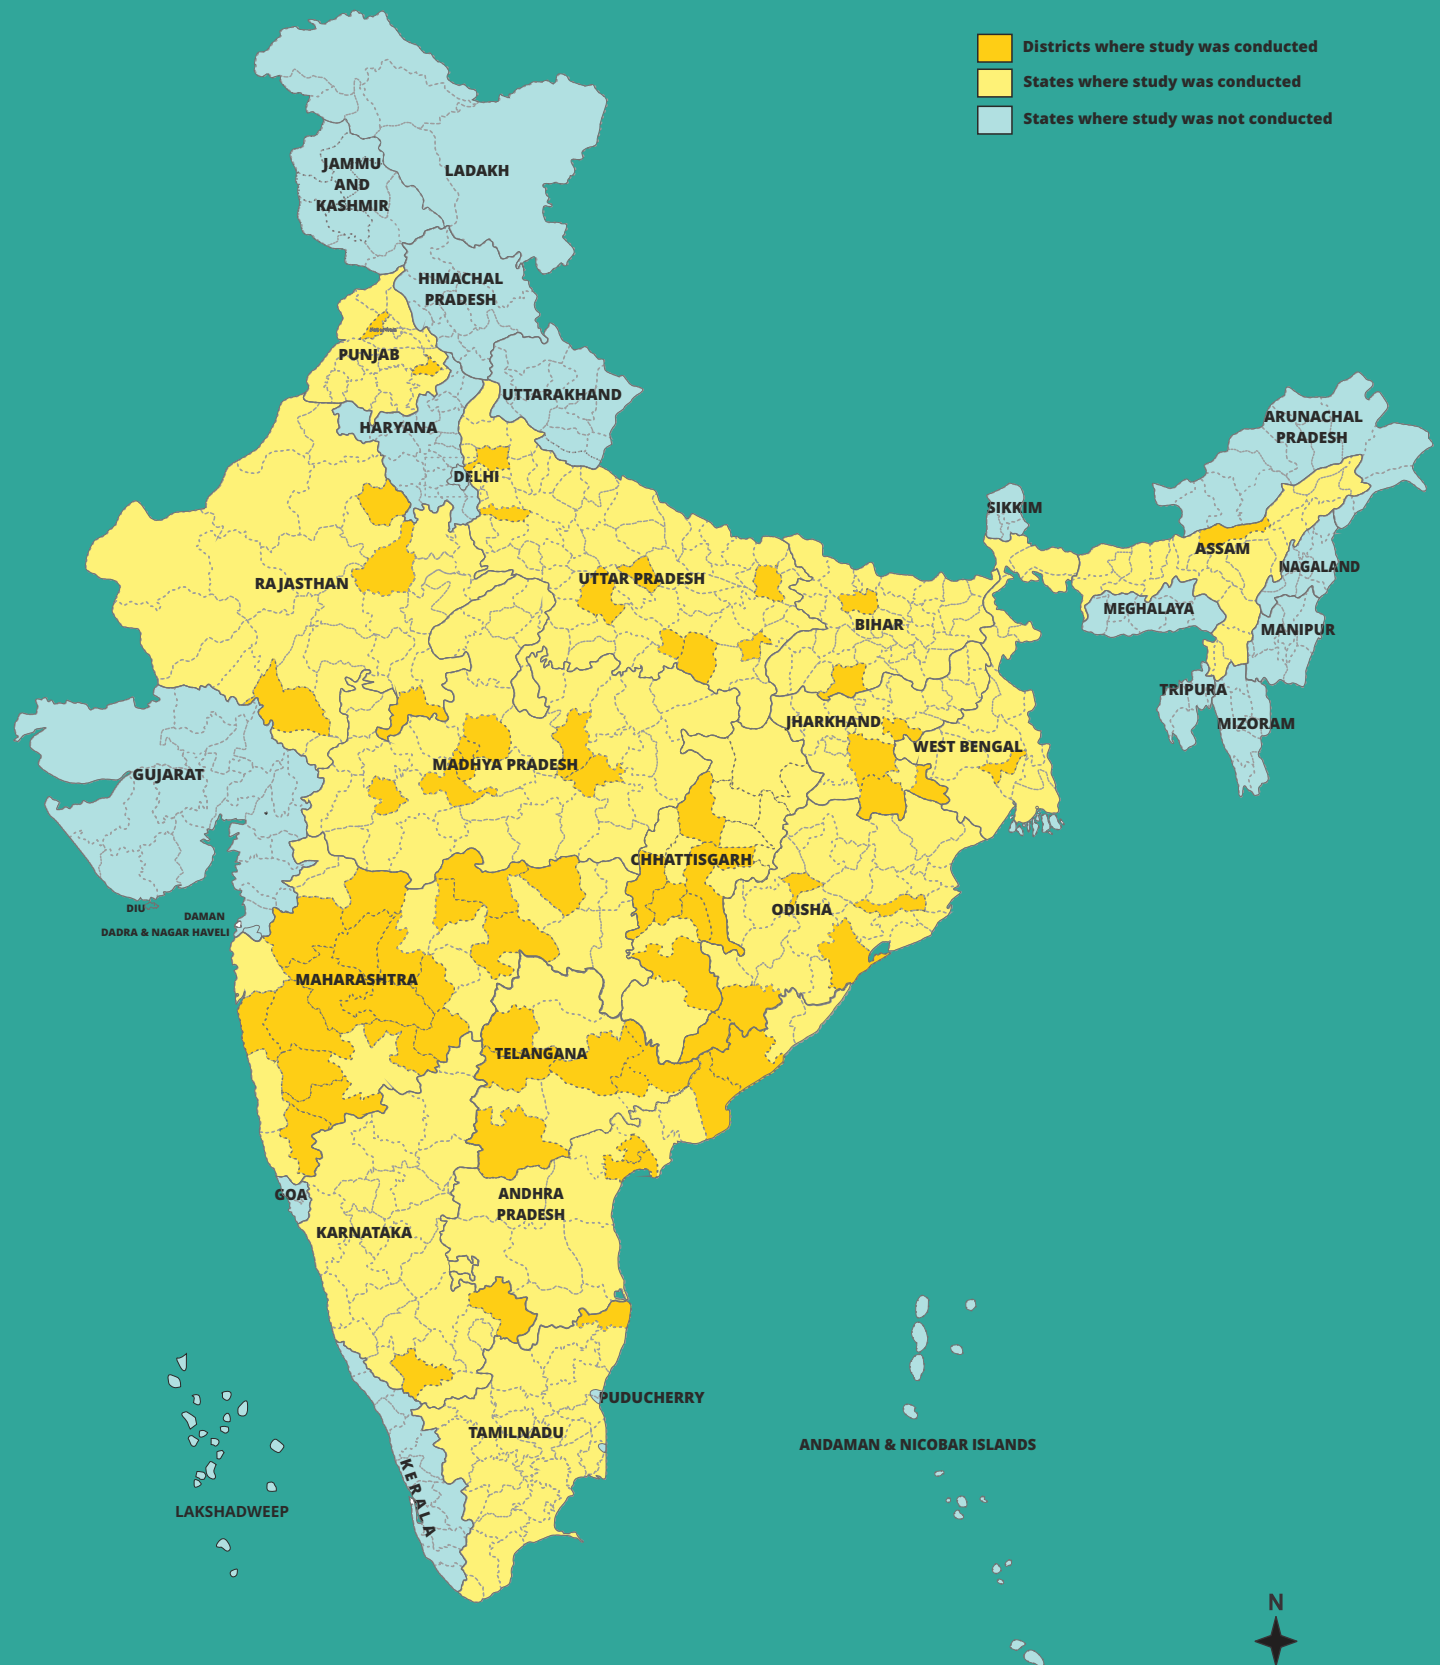 Districts where study was conducted
States where study was conducted
States where study was not conducted
JAMMU
AND
KASHMIR
LADAKH
HIMACHAL
PRADESH
PUNJAB
UTTARAKHAND
HARYANA
DELHI
ARUNACHAL
PRADESH
SIKKIM
ASSAM
NAGALAND
RAJASTHAN
UTTAR PRADESH
MEGHALAYA
BIHAR
MANIPUR
TRIPURA
MIZORAM
JHARKHAND
WEST BENGAL
MADHYA PRADESH
GUJARAT
CHHATTISGARH
DIU
DAMAN
DADRA & NAGAR HAVELI
ODISHA
MAHARASHTRA
TELANGANA
GOA
ANDHRA
PRADESH
KARNATAKA
PUDUCHERRY
TAMILNADU
ANDAMAN & NICOBAR ISLANDS
KERALA
LAKSHADWEEP
N